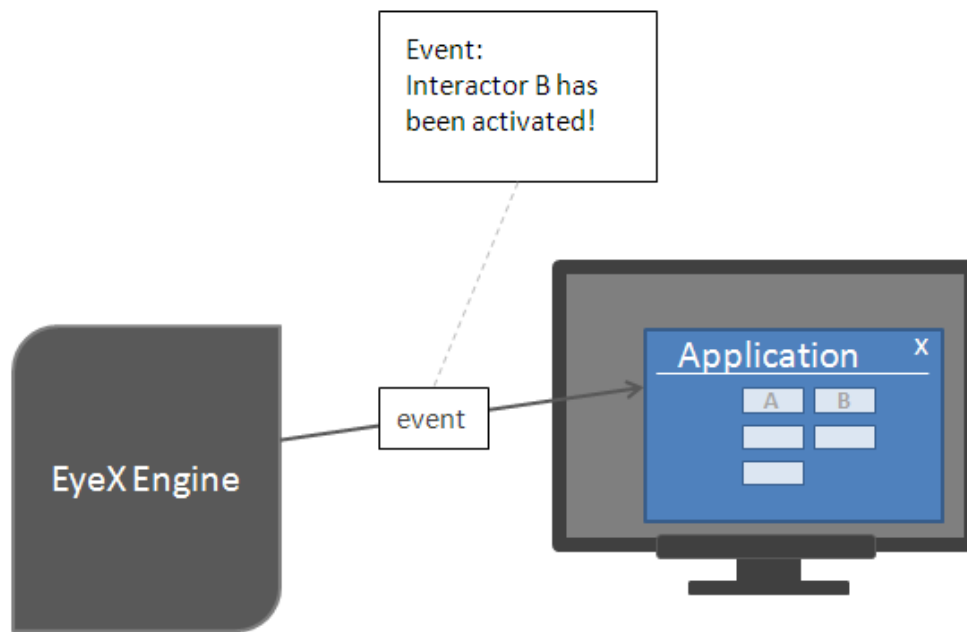 Event:
Interactor B has
been activated!
Application
X
A
B
event
EyeX Engine